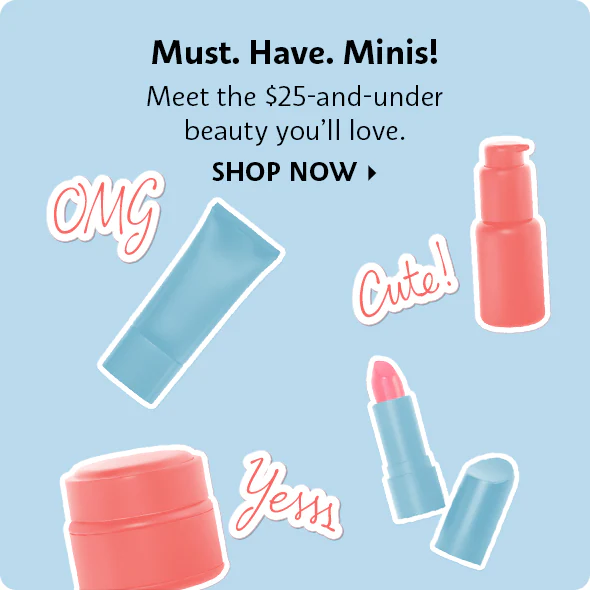 Must. Have. Minis!
Meet the $25-and-under
beauty you’ll love.
SHOP NOW
OMG
Cute!
Yesss